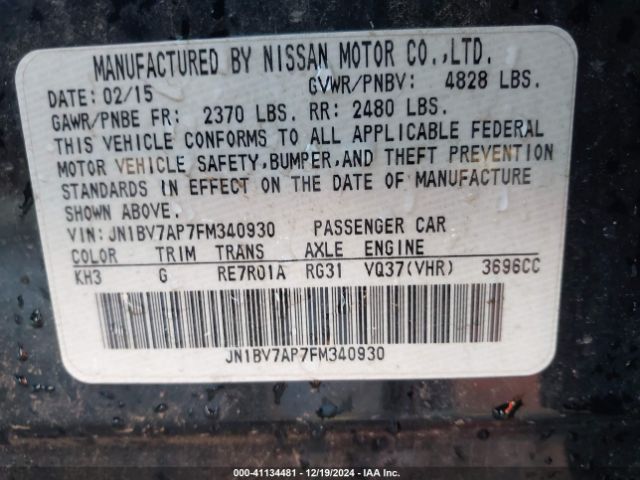 MANUFACTURED BY NISSAN MOTOR CO.,LTD.
DATE: 02/15 GVWR/PNBV: 4828 LBS.
GAWR/PNBE FR: 2370 LBS. RR: 2480 LBS.
THIS VEHICLE CONFORMS TO ALL APPLICABLE FEDERAL
MOTOR VEHICLE SAFETY,BUMPER,AND THEFT PREVENTION
STANDARDS IN EFFECT ON THE DATE OF MANUFACTURE
SHOWN ABOVE.
VIN: JN1BV7AP7FM340930 PASSENGER CAR
COLOR TRIM TRANS AXLE ENGINE
KH3 G RE7R01A RG31 VQ37(VHR) 3696CC
JN1BV7AP7FM340930
000-41134481 - 12/19/2024 - IAA Inc.